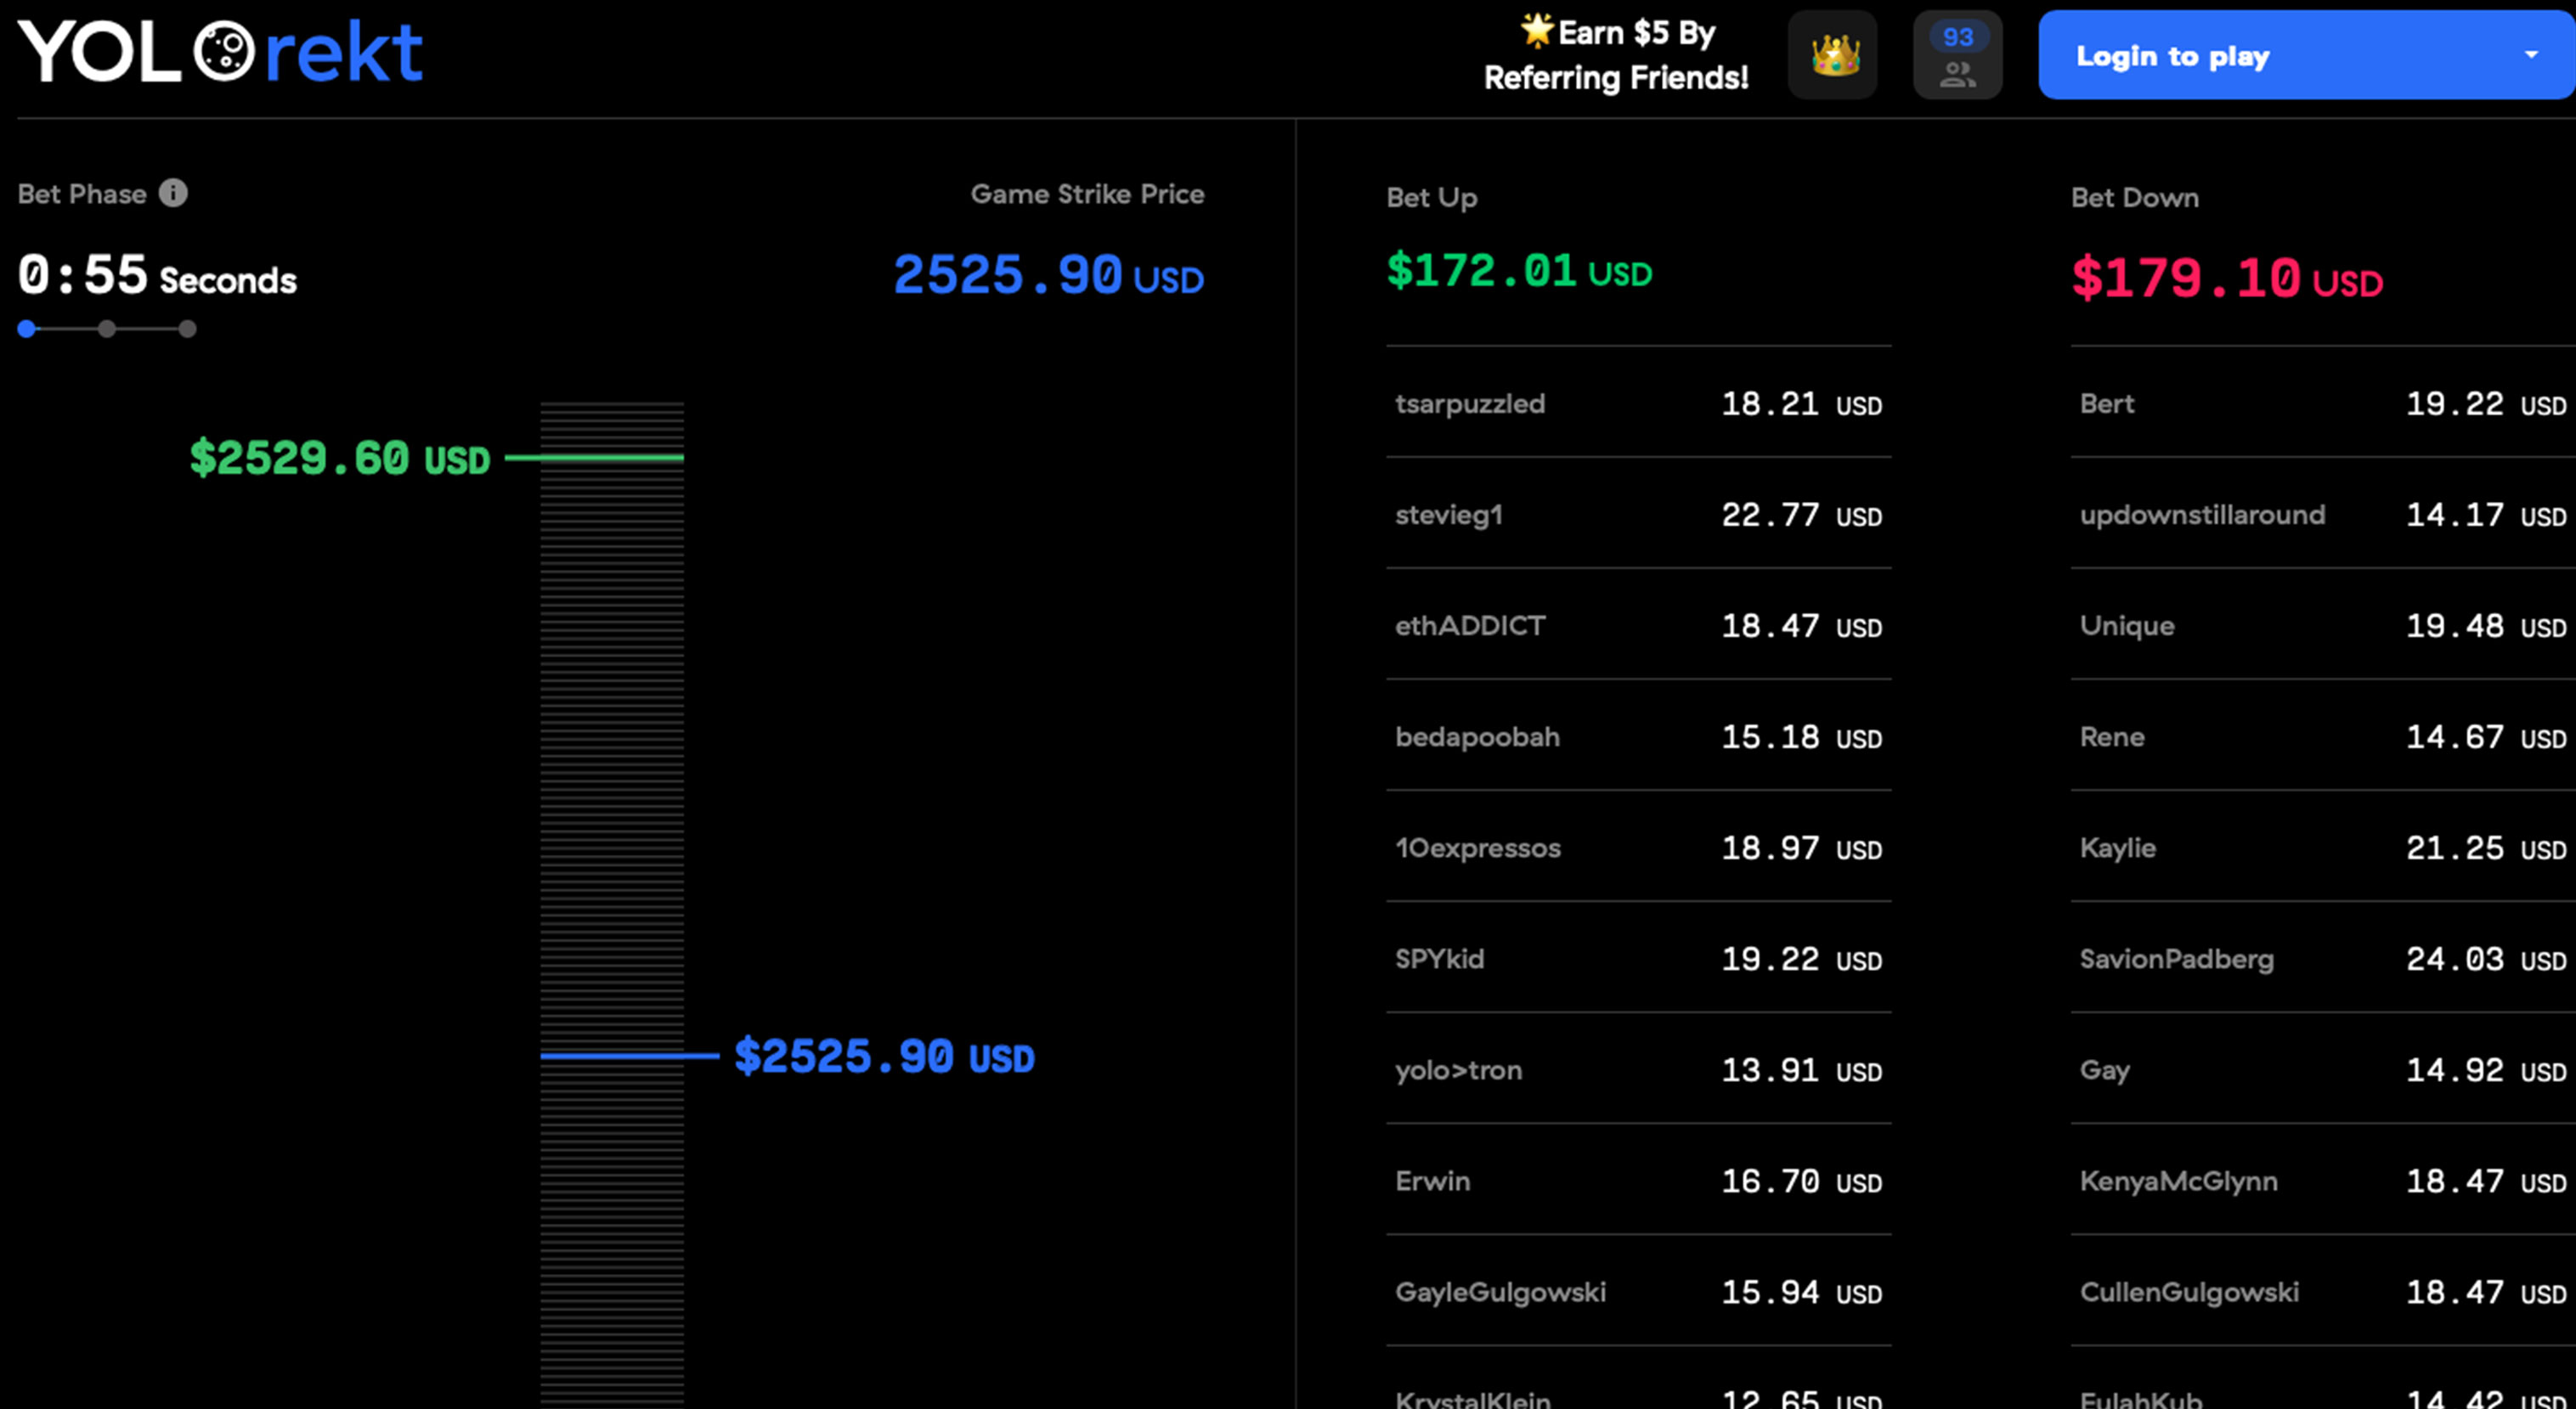 YOLOrekt
🌟Earn $5 By
Referring Friends!
93
Login to play
Bet Phase
0:55 Seconds
Game Strike Price
2525.90 USD
$2529.60 USD
$2525.90 USD
Bet Up
$172.01 USD
tsarpuzzled 18.21 USD
stevieg1 22.77 USD
ethADDICT 18.47 USD
bedapoobah 15.18 USD
10expressos 18.97 USD
SPYkid 19.22 USD
yolo>tron 13.91 USD
Erwin 16.70 USD
GayleGulgowski 15.94 USD
KrystalKlein 12.65 USD
Bet Down
$179.10 USD
Bert 19.22 USD
updownstillaround 14.17 USD
Unique 19.48 USD
Rene 14.67 USD
Kaylie 21.25 USD
SavionPadberg 24.03 USD
Gay 14.92 USD
KenyaMcGlynn 18.47 USD
CullenGulgowski 18.47 USD
EulahKub 14.42 USD